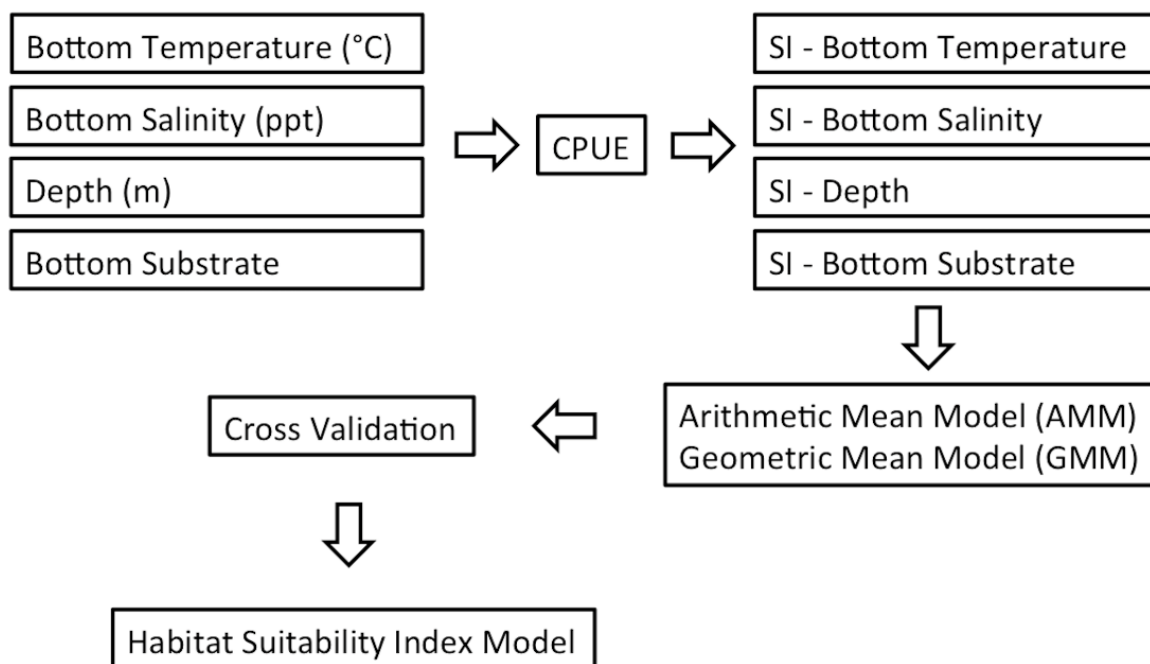 Bottom Temperature (°C)
Bottom Salinity (ppt)
Depth (m)
Bottom Substrate
CPUE
SI - Bottom Temperature
SI - Bottom Salinity
SI - Depth
SI - Bottom Substrate
Arithmetic Mean Model (AMM)
Geometric Mean Model (GMM)
Cross Validation
Habitat Suitability Index Model